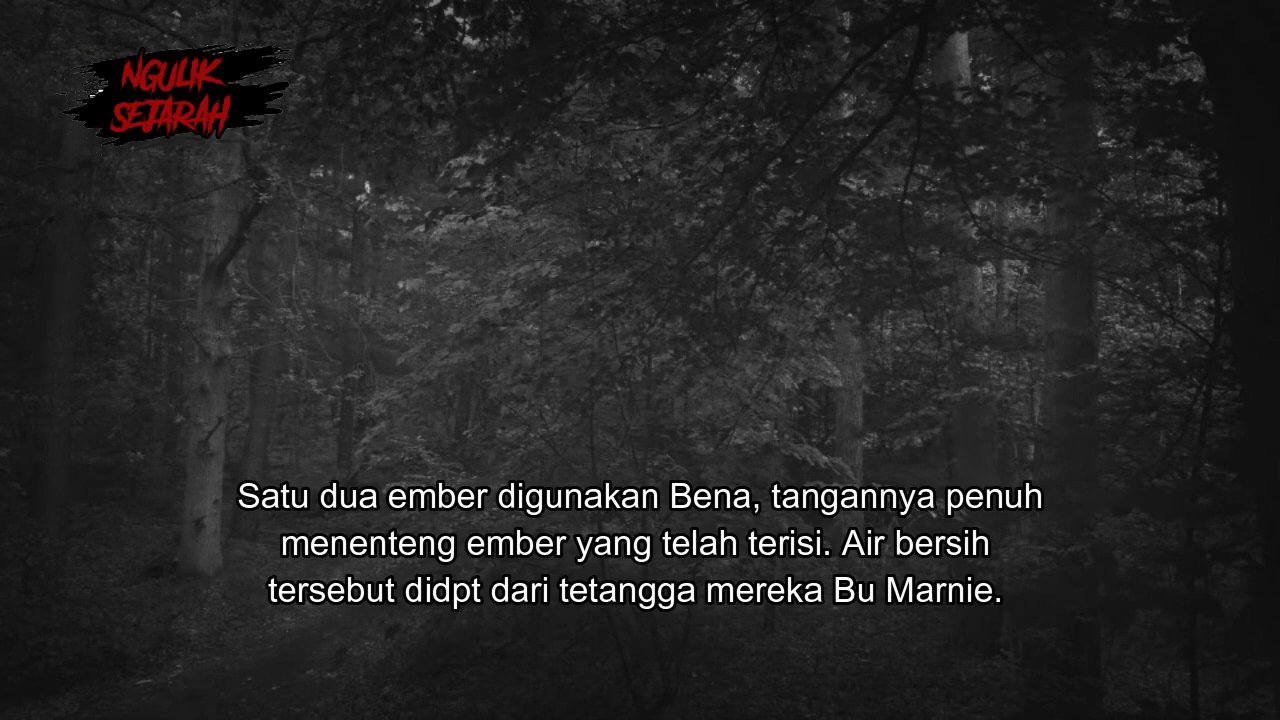 NGULIK
SEJARAH
Satu dua ember digunakan Bena, tangannya penuh
menenteng ember yang telah terisi. Air bersih
tersebut didpt dari tetangga mereka Bu Marnie.